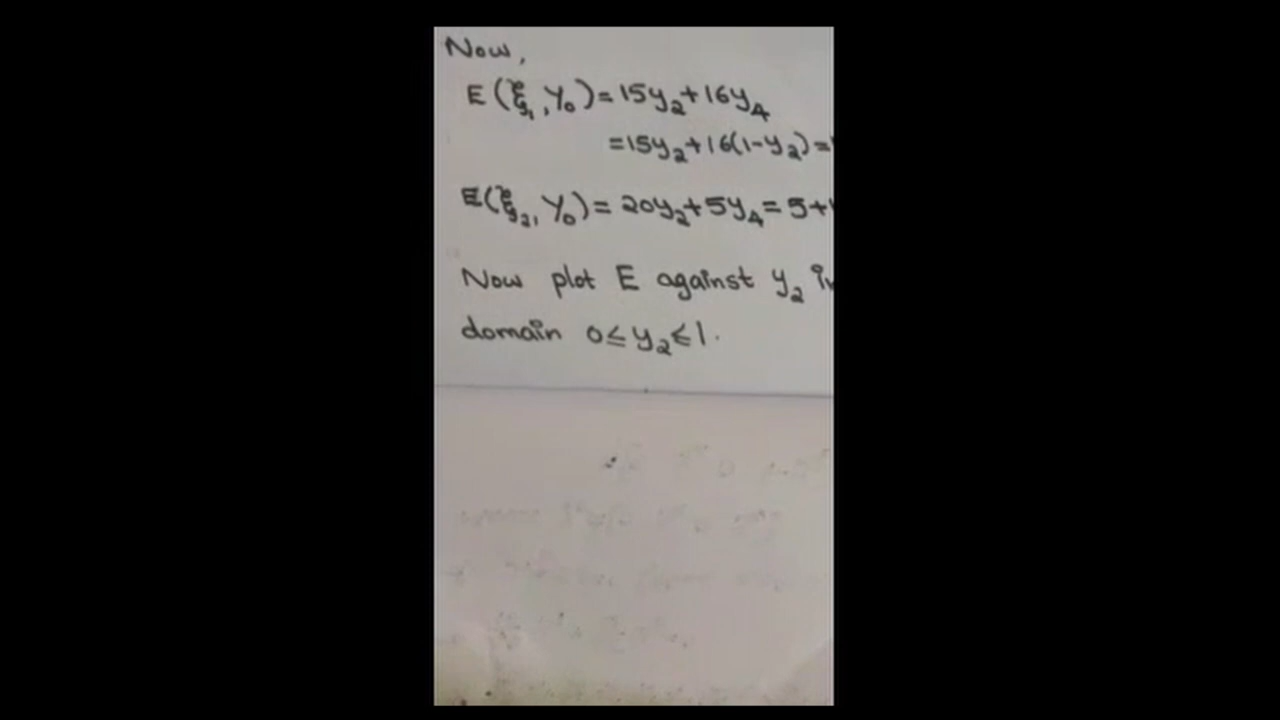 Now,
E(ξ₁, Y₀) = 15y₂+16y₄
=15y₂+16(1-y₂)=
E(ξ₂, Y₀) = 20y₂+5y₄= 5+
Now plot E against y₂ in
domain 0≤y₂≤1.